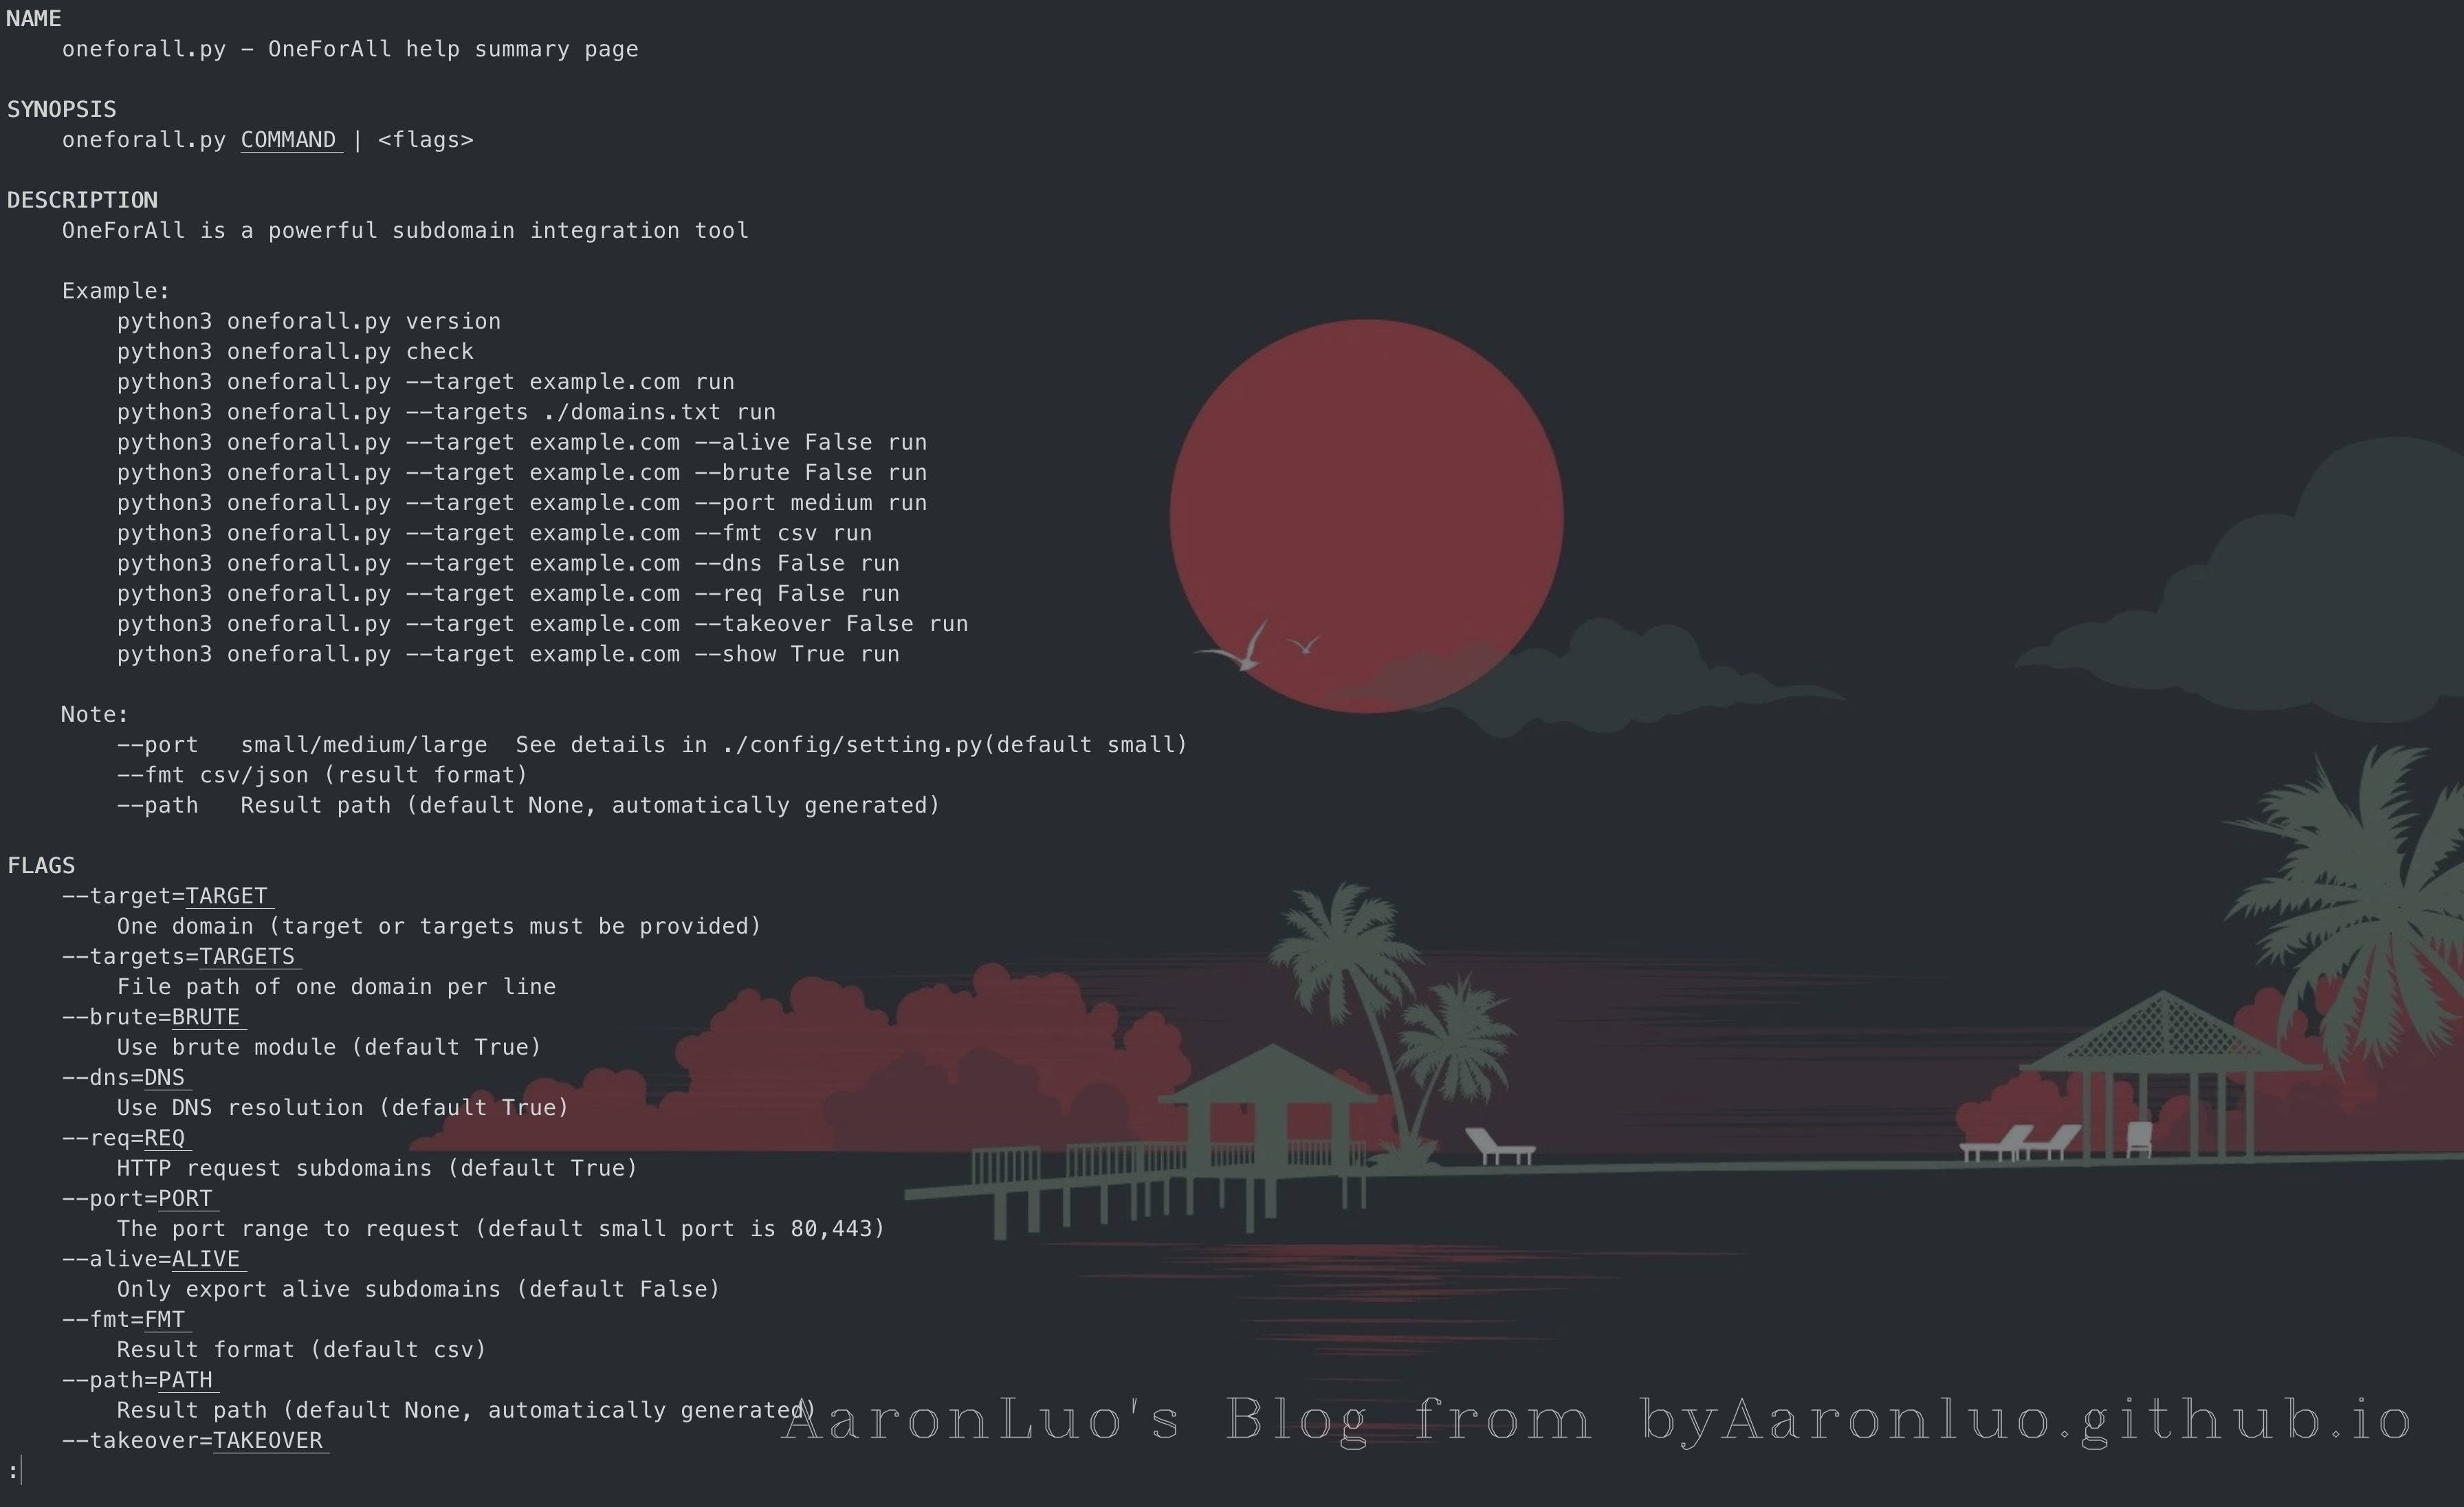 NAME
oneforall.py - OneForAll help summary page
SYNOPSIS
oneforall.py COMMAND | <flags>
DESCRIPTION
OneForAll is a powerful subdomain integration tool
Example:
python3 oneforall.py version
python3 oneforall.py check
python3 oneforall.py --target example.com run
python3 oneforall.py --targets ./domains.txt run
python3 oneforall.py --target example.com --alive False run
python3 oneforall.py --target example.com --brute False run
python3 oneforall.py --target example.com --port medium run
python3 oneforall.py --target example.com --fmt csv run
python3 oneforall.py --target example.com --dns False run
python3 oneforall.py --target example.com --req False run
python3 oneforall.py --target example.com --takeover False run
python3 oneforall.py --target example.com --show True run
Note:
--port   small/medium/large  See details in ./config/setting.py(default small)
--fmt csv/json (result format)
--path   Result path (default None, automatically generated)
FLAGS
--target=TARGET
One domain (target or targets must be provided)
--targets=TARGETS
File path of one domain per line
--brute=BRUTE
Use brute module (default True)
--dns=DNS
Use DNS resolution (default True)
--req=REQ
HTTP request subdomains (default True)
--port=PORT
The port range to request (default small port is 80,443)
--alive=ALIVE
Only export alive subdomains (default False)
--fmt=FMT
Result format (default csv)
--path=PATH
Result path (default None, automatically generated)
--takeover=TAKEOVER
:
AaronLuo's Blog from byAaronluo.github.io